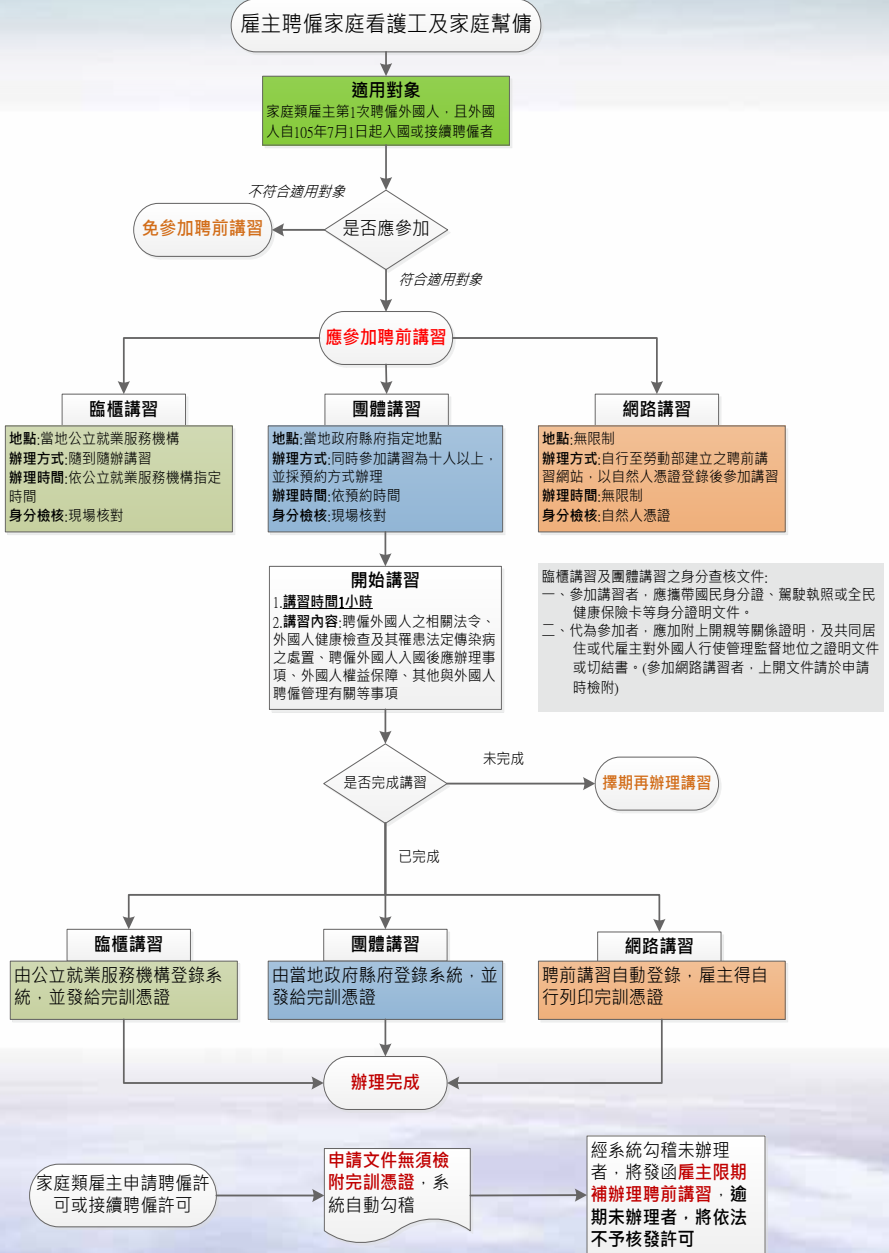 雇主聘僱家庭看護工及家庭幫傭
適用對象
家庭類雇主第1次聘僱外國人，且外國
人自105年7月1日起入國或接續聘僱者
不符合適用對象
免參加聘前講習
是否應參加
符合適用對象
應參加聘前講習
臨櫃講習
地點:當地公立就業服務機構
辦理方式:隨到隨辦講習
辦理時間:依公立就業服務機構指定
時間
身分檢核:現場核對
團體講習
地點:當地政府縣府指定地點
辦理方式:同時參加講習為十人以上，
並採預約方式辦理
辦理時間:依預約時間
身分檢核:現場核對
網路講習
地點:無限制
辦理方式:自行至勞動部建立之聘前講
習網站，以自然人憑證登錄後參加講習
辦理時間:無限制
身分檢核:自然人憑證
開始講習
1.講習時間1小時
2.講習內容:聘僱外國人之相關法令、
外國人健康檢查及其罹患法定傳染病
之處置、聘僱外國人入國後應辦理事
項、外國人權益保障、其他與外國人
聘僱管理有關等事項
臨櫃講習及團體講習之身分查核文件:
一、參加講習者，應攜帶國民身分證、駕駛執照或全民
健康保險卡等身分證明文件。
二、代為參加者，應加附上開親等關係證明，及共同居
住或代雇主對外國人行使管理監督地位之證明文件
或切結書。(參加網路講習者，上開文件請於申請
時檢附)
是否完成講習
未完成
擇期再辦理講習
已完成
臨櫃講習
由公立就業服務機構登錄系
統，並發給完訓憑證
團體講習
由當地政府縣府登錄系統，並
發給完訓憑證
網路講習
聘前講習自動登錄，雇主得自
行列印完訓憑證
辦理完成
家庭類雇主申請聘僱許
可或接續聘僱許可
申請文件無須檢
附完訓憑證，系
統自動勾稽
經系統勾稽未辦理
者，將發函雇主限期
補辦理聘前講習，逾
期未辦理者，將依法
不予核發許可